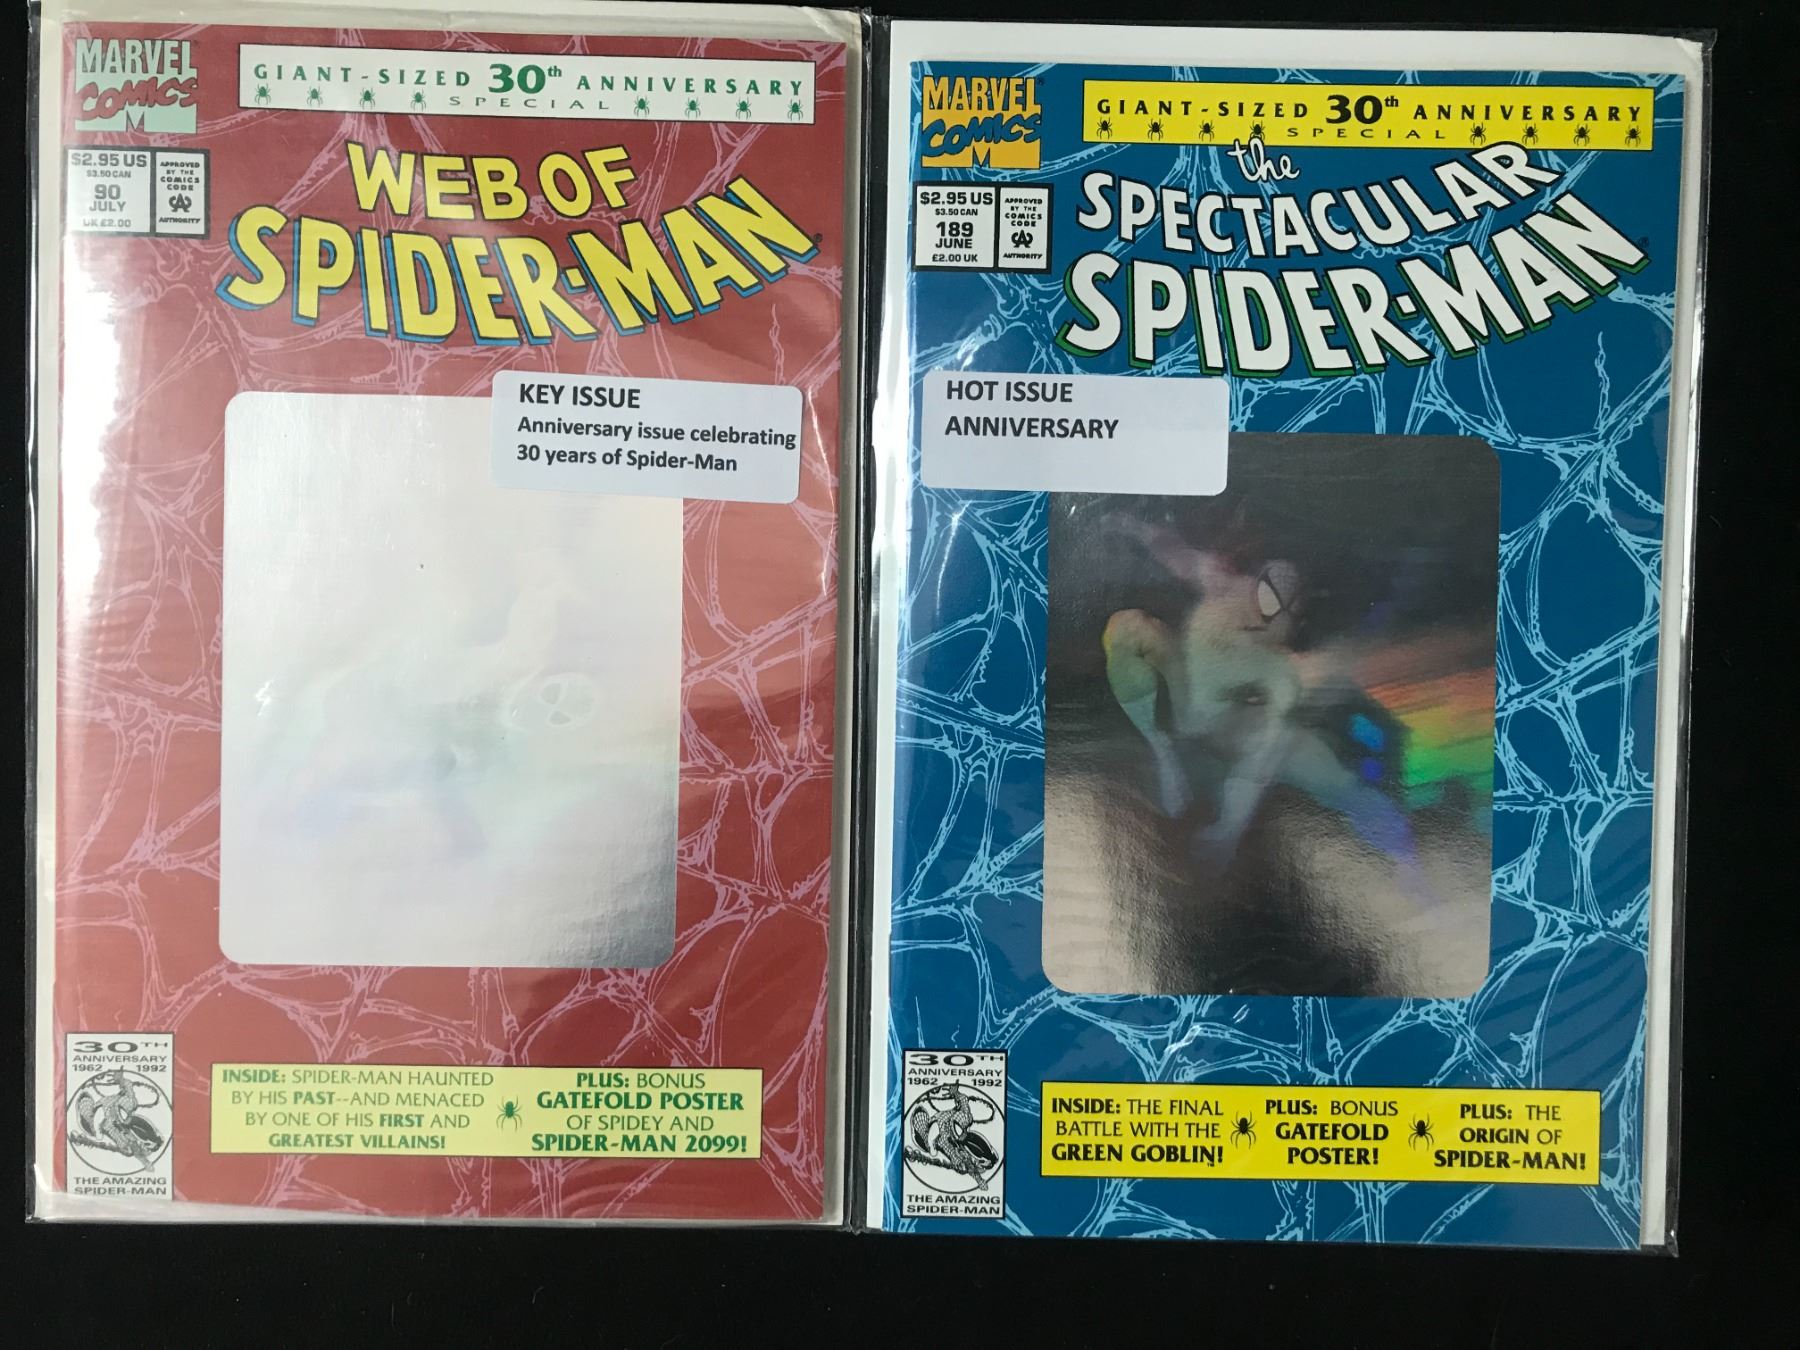 MARVEL
COMICS
M
GIANT-SIZED 30th ANNIVERSARY
SPECIAL
$2.95 US
$3.50 CAN
90
JULY
UK £2.00
APPROVED
BY THE
COMICS
CODE
CA
AUTHORITY
WEB OF
SPIDER-MAN®
KEY ISSUE
Anniversary issue celebrating
30 years of Spider-Man
30TH
ANNIVERSARY
1962 1992
THE AMAZING
SPIDER-MAN
INSIDE: SPIDER-MAN HAUNTED
BY HIS PAST--AND MENACED
BY ONE OF HIS FIRST AND
GREATEST VILLAINS!
PLUS: BONUS
GATEFOLD POSTER
OF SPIDEY AND
SPIDER-MAN 2099!
MARVEL®
COMICS
M
GIANT-SIZED 30th ANNIVERSARY
SPECIAL
$2.95 US
$3.50 CAN
189
JUNE
£2.00 UK
APPROVED
BY THE
COMICS
CODE
CA
AUTHORITY
the
SPECTACULAR
SPIDER-MAN®
HOT ISSUE
ANNIVERSARY
30TH
ANNIVERSARY
1962 1992
THE AMAZING
SPIDER-MAN
INSIDE: THE FINAL
BATTLE WITH THE
GREEN GOBLIN!™
PLUS: BONUS
GATEFOLD
POSTER!
PLUS: THE
ORIGIN OF
SPIDER-MAN!